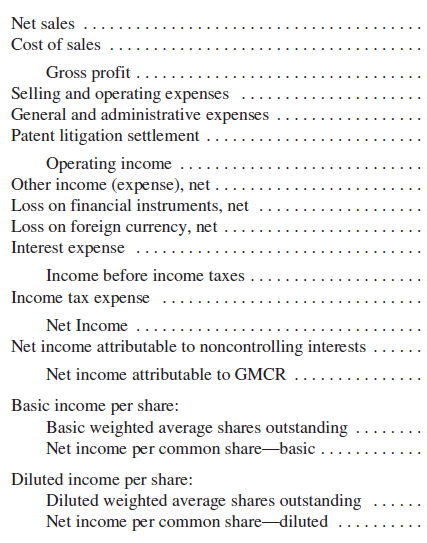 Net sales ........................................
Cost of sales ....................................
Gross profit .................................
Selling and operating expenses .....................
General and administrative expenses .................
Patent litigation settlement .........................
Operating income ............................
Other income (expense), net ........................
Loss on financial instruments, net ...................
Loss on foreign currency, net .......................
Interest expense .................................
Income before income taxes ....................
Income tax expense ..............................
Net Income .................................
Net income attributable to noncontrolling interests ......
Net income attributable to GMCR ...............
Basic income per share:
Basic weighted average shares outstanding ........
Net income per common share—basic ............
Diluted income per share:
Diluted weighted average shares outstanding ......
Net income per common share—diluted ..........